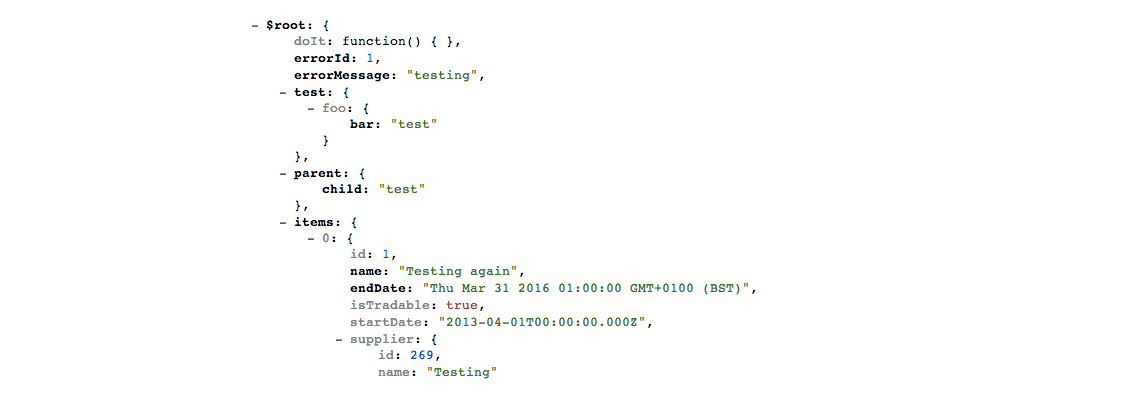 - $root: {
doIt: function() { },
errorId: 1,
errorMessage: "testing",
- test: {
- foo: {
bar: "test"
}
},
- parent: {
child: "test"
},
- items: {
- 0: {
id: 1,
name: "Testing again",
endDate: "Thu Mar 31 2016 01:00:00 GMT+0100 (BST)",
isTradable: true,
startDate: "2013-04-01T00:00:00.000Z",
- supplier: {
id: 269,
name: "Testing"